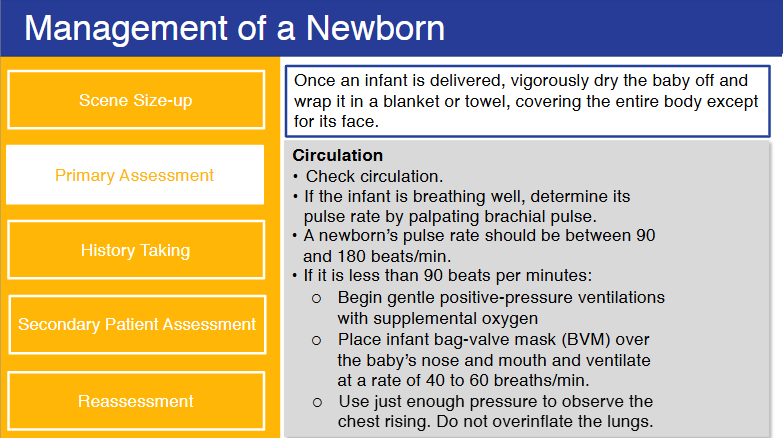 Management of a Newborn
Scene Size-up
Primary Assessment
History Taking
Secondary Patient Assessment
Reassessment
Once an infant is delivered, vigorously dry the baby off and
wrap it in a blanket or towel, covering the entire body except
for its face.
Circulation
• Check circulation.
• If the infant is breathing well, determine its
pulse rate by palpating brachial pulse.
• A newborn's pulse rate should be between 90
and 180 beats/min.
• If it is less than 90 beats per minutes:
o Begin gentle positive-pressure ventilations
with supplemental oxygen
o Place infant bag-valve mask (BVM) over
the baby's nose and mouth and ventilate
at a rate of 40 to 60 breaths/min.
o Use just enough pressure to observe the
chest rising. Do not overinflate the lungs.